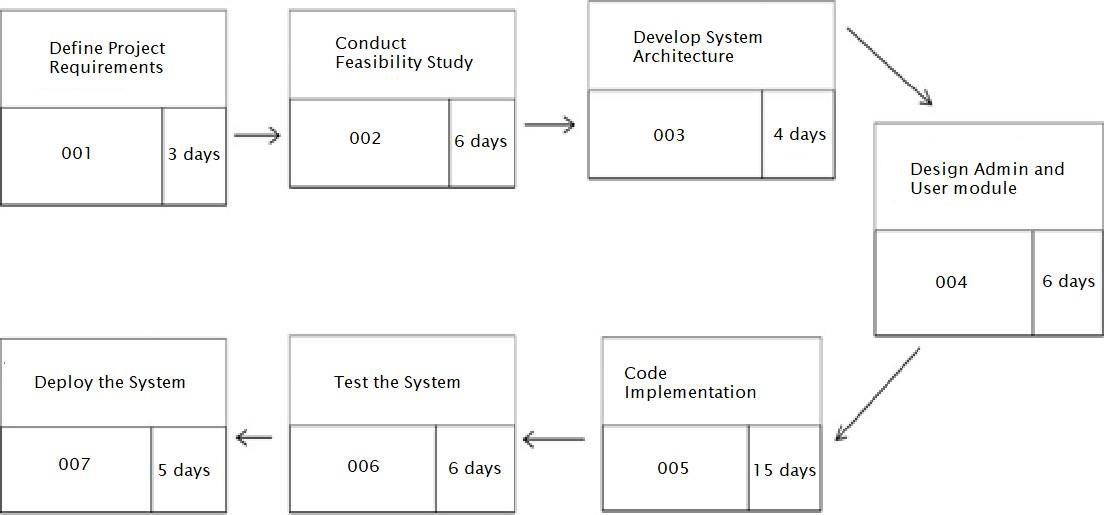 Define Project
Requirements
001
3 days
Conduct
Feasibility Study
002
6 days
Develop System
Architecture
003
4 days
Design Admin and
User module
004
6 days
Code
Implementation
005
15 days
Test the System
006
6 days
Deploy the System
007
5 days